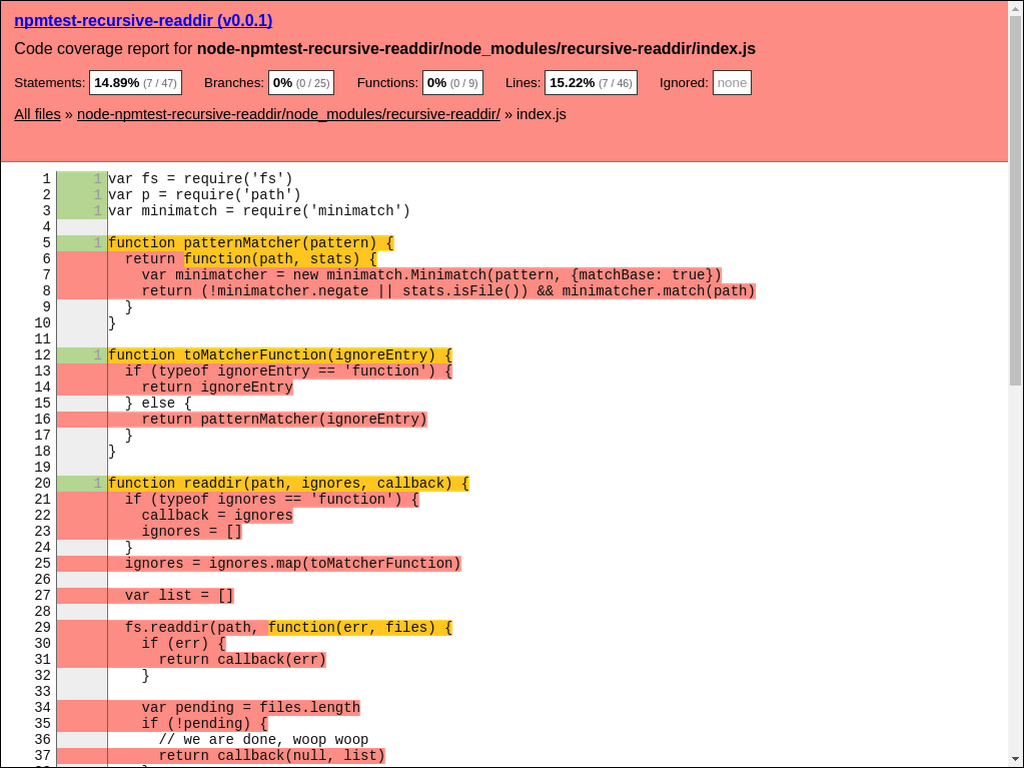 npmtest-recursive-readdir (v0.0.1)
Code coverage report for node-npmtest-recursive-readdir/node_modules/recursive-readdir/index.js
Statements: 14.89% (7 / 47) Branches: 0% (0 / 25) Functions: 0% (0 / 9) Lines: 15.22% (7 / 46) Ignored: none
All files » node-npmtest-recursive-readdir/node_modules/recursive-readdir/ » index.js
1 1 var fs = require('fs')
2 1 var p = require('path')
3 1 var minimatch = require('minimatch')
4
5 1 function patternMatcher(pattern) {
6   return function(path, stats) {
7     var minimatcher = new minimatch.Minimatch(pattern, {matchBase: true})
8     return (!minimatcher.negate || stats.isFile()) && minimatcher.match(path)
9   }
10 }
11
12 1 function toMatcherFunction(ignoreEntry) {
13   if (typeof ignoreEntry == 'function') {
14     return ignoreEntry
15   } else {
16     return patternMatcher(ignoreEntry)
17   }
18 }
19
20 1 function readdir(path, ignores, callback) {
21   if (typeof ignores == 'function') {
22     callback = ignores
23     ignores = []
24   }
25   ignores = ignores.map(toMatcherFunction)
26
27   var list = []
28
29   fs.readdir(path, function(err, files) {
30     if (err) {
31       return callback(err)
32     }
33
34     var pending = files.length
35     if (!pending) {
36       // we are done, woop woop
37       return callback(null, list)